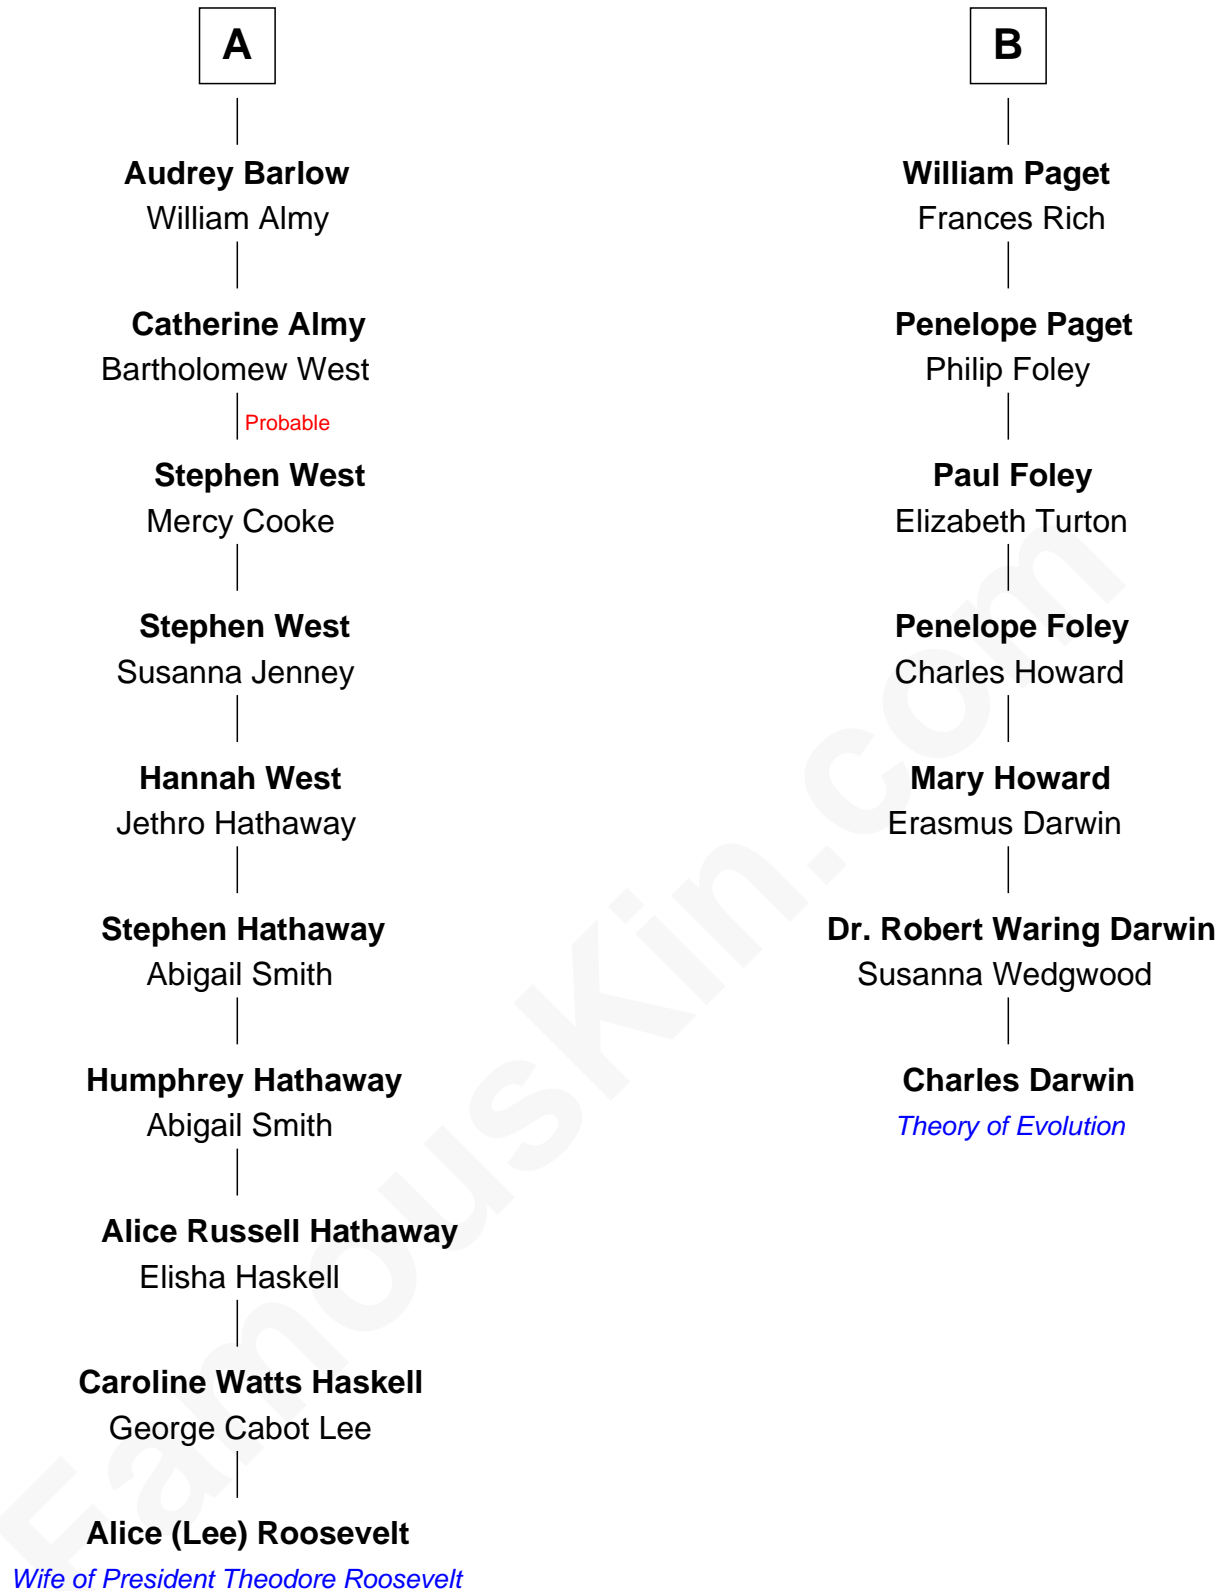 A
Audrey Barlow
William Almy
Catherine Almy
Bartholomew West
Probable
Stephen West
Mercy Cooke
Stephen West
Susanna Jenney
Hannah West
Jethro Hathaway
Stephen Hathaway
Abigail Smith
Humphrey Hathaway
Abigail Smith
Alice Russell Hathaway
Elisha Haskell
Caroline Watts Haskell
George Cabot Lee
Alice (Lee) Roosevelt
Wife of President Theodore Roosevelt
B
William Paget
Frances Rich
Penelope Paget
Philip Foley
Paul Foley
Elizabeth Turton
Penelope Foley
Charles Howard
Mary Howard
Erasmus Darwin
Dr. Robert Waring Darwin
Susanna Wedgwood
Charles Darwin
Theory of Evolution
FamousKin.com